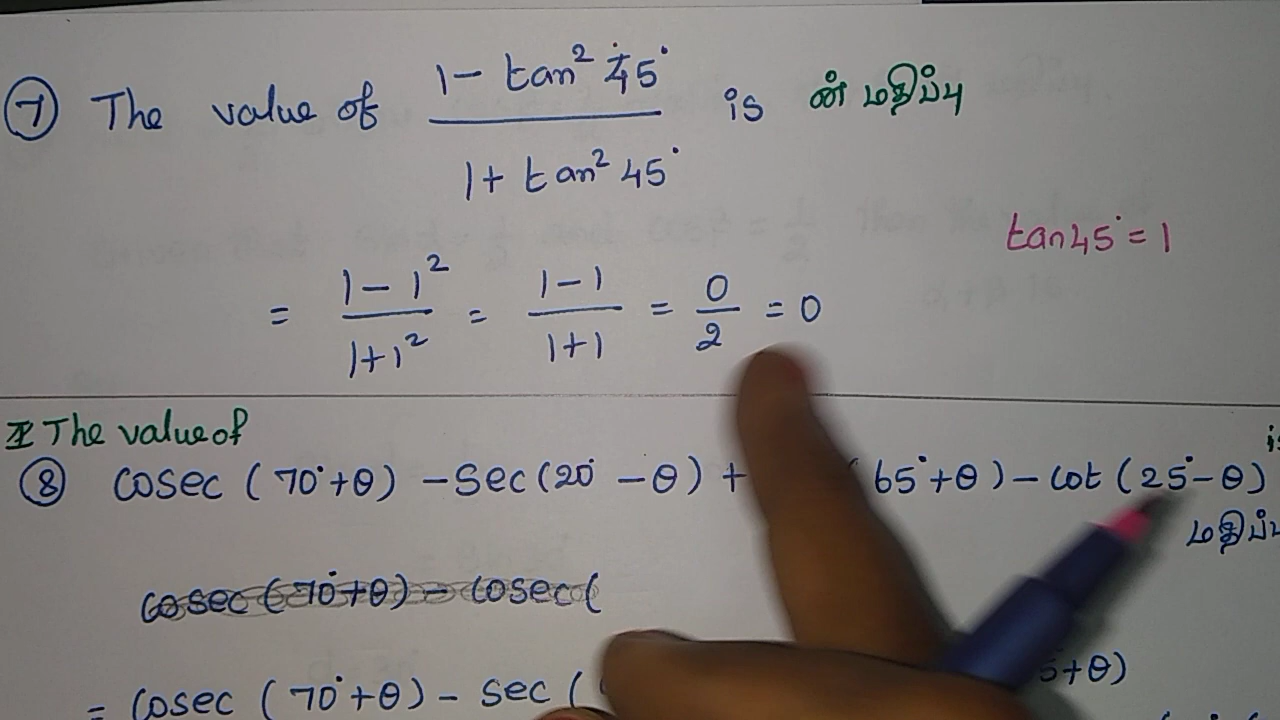 ⑦ The value of (1 - tan² 45°)/(1 + tan² 45°) is ன் மதிப்பு
tan45° = 1
= (1 - 1²)/(1 + 1²) = (1 - 1)/(1 + 1) = 0/2 = 0
The value of is
⑧ cosec (70° + θ) - sec (20° - θ) + (65° + θ) - cot (25° - θ)
மதிப்பு
cosec (70° + θ) - cosec (
= cosec (70° + θ) - sec ( + θ)